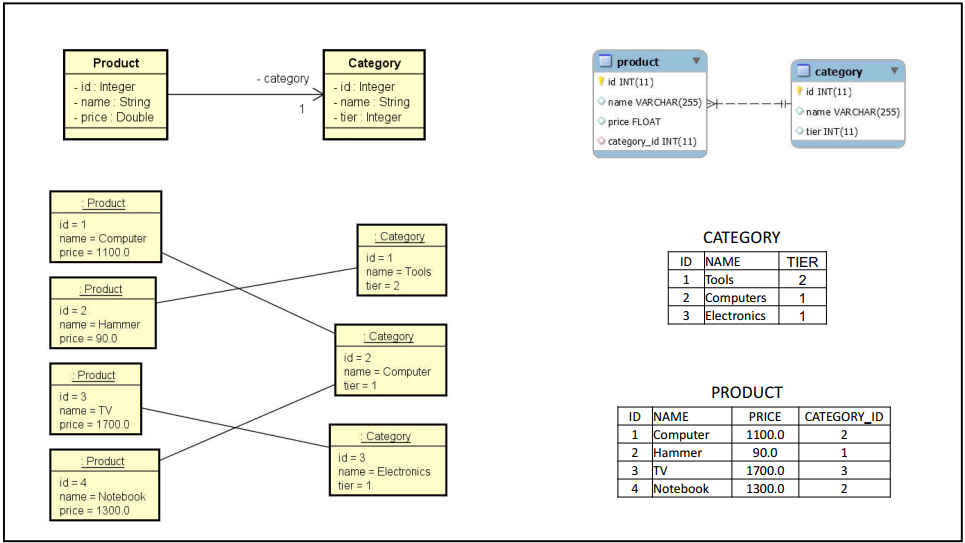 Product
- id : Integer
- name : String
- price : Double
- category
1
Category
- id : Integer
- name : String
- tier : Integer
product
id INT(11)
name VARCHAR(255)
price FLOAT
category_id INT(11)
category
id INT(11)
name VARCHAR(255)
tier INT(11)
: Product
id = 1
name = Computer
price = 1100.0
: Product
id = 2
name = Hammer
price = 90.0
: Product
id = 3
name = TV
price = 1700.0
: Product
id = 4
name = Notebook
price = 1300.0
: Category
id = 1
name = Tools
tier = 2
: Category
id = 2
name = Computer
tier = 1
: Category
id = 3
name = Electronics
tier = 1
CATEGORY
ID NAME TIER
1 Tools 2
2 Computers 1
3 Electronics 1
PRODUCT
ID NAME PRICE CATEGORY_ID
1 Computer 1100.0 2
2 Hammer 90.0 1
3 TV 1700.0 3
4 Notebook 1300.0 2